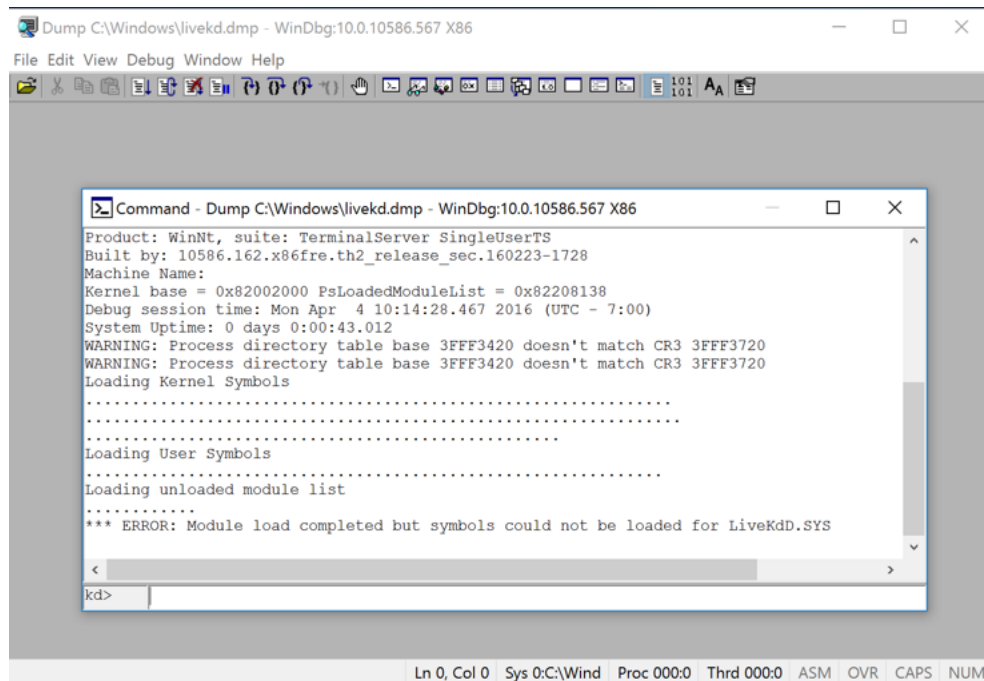 Dump C:\Windows\livekd.dmp - WinDbg:10.0.10586.567 X86
File Edit View Debug Window Help
Command - Dump C:\Windows\livekd.dmp - WinDbg:10.0.10586.567 X86
Product: WinNt, suite: TerminalServer SingleUserTS
Built by: 10586.162.x86fre.th2_release_sec.160223-1728
Machine Name:
Kernel base = 0x82002000 PsLoadedModuleList = 0x82208138
Debug session time: Mon Apr  4 10:14:28.467 2016 (UTC - 7:00)
System Uptime: 0 days 0:00:43.012
WARNING: Process directory table base 3FFF3420 doesn't match CR3 3FFF3720
WARNING: Process directory table base 3FFF3420 doesn't match CR3 3FFF3720
Loading Kernel Symbols
...............................................................
................................................................
...................................................
Loading User Symbols
..............................................................
Loading unloaded module list
............
*** ERROR: Module load completed but symbols could not be loaded for LiveKdD.SYS
kd>
Ln 0, Col 0 Sys 0:C:\Wind Proc 000:0 Thrd 000:0 ASM OVR CAPS NUM